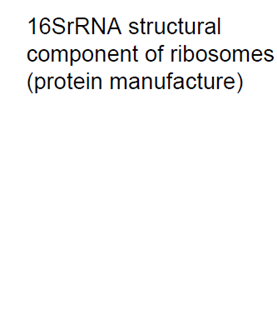 16SrRNA structural
component of ribosomes
(protein manufacture)